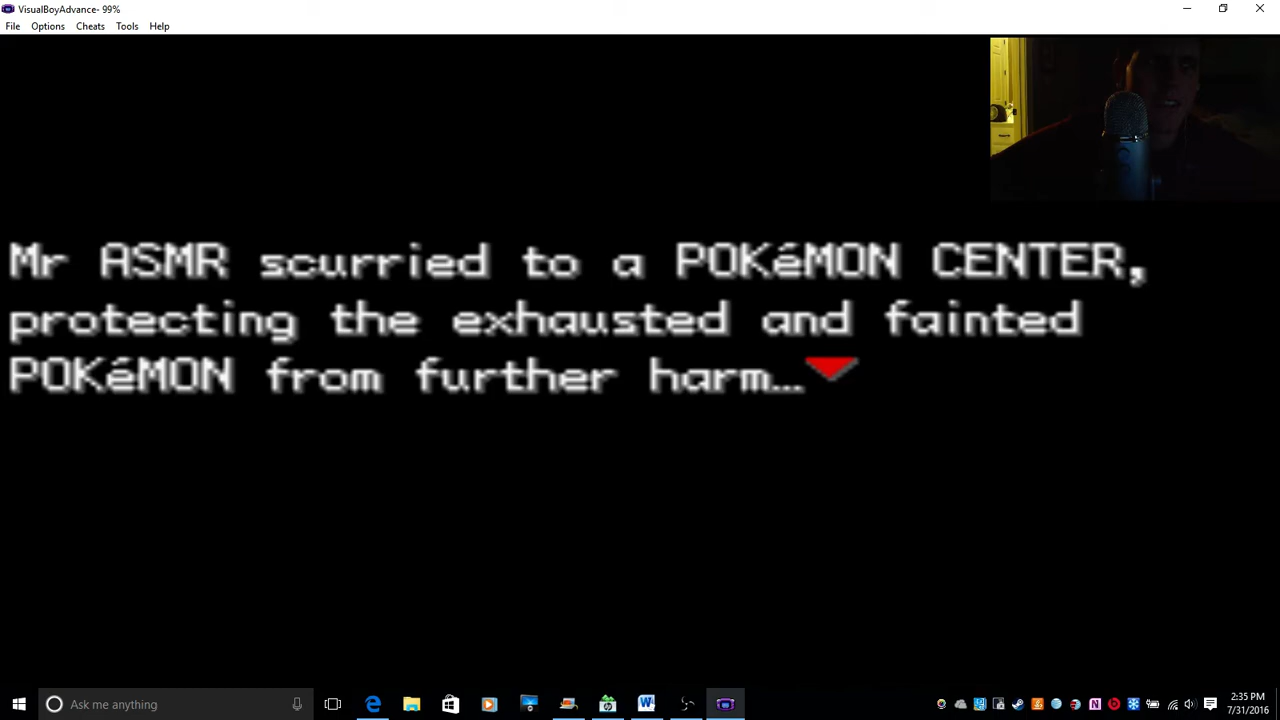 VisualBoyAdvance- 99%
File Options Cheats Tools Help
Mr ASMR scurried to a POKéMON CENTER,
protecting the exhausted and fainted
POKéMON from further harm...
Ask me anything
2:35 PM
7/31/2016